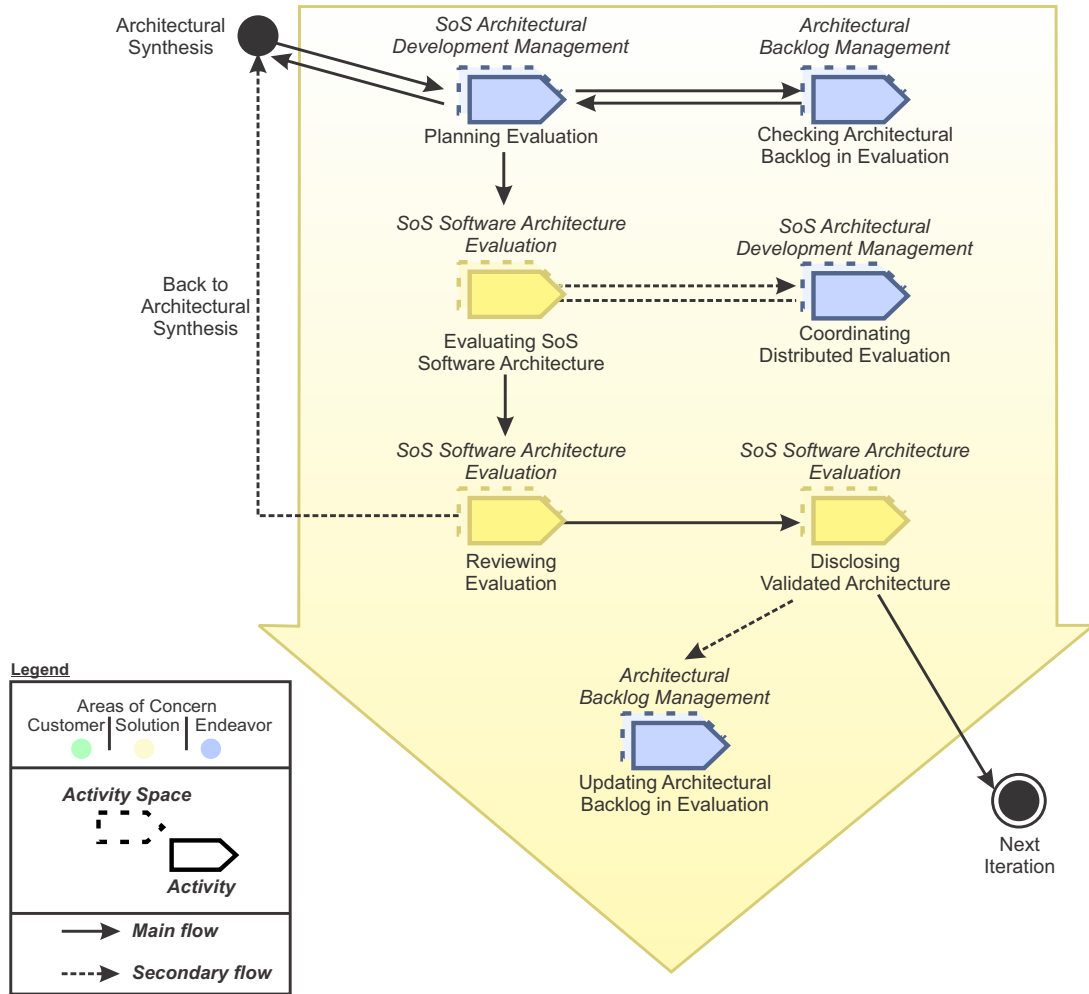 Architectural
Synthesis
SoS Architectural
Development Management
Architectural
Backlog Management
Planning Evaluation
Checking Architectural
Backlog in Evaluation
SoS Software Architecture
Evaluation
SoS Architectural
Development Management
Back to
Architectural
Synthesis
Evaluating SoS
Software Architecture
Coordinating
Distributed Evaluation
SoS Software Architecture
Evaluation
SoS Software Architecture
Evaluation
Reviewing
Evaluation
Disclosing
Validated Architecture
Architectural
Backlog Management
Updating Architectural
Backlog in Evaluation
Next
Iteration
Legend
Areas of Concern
Customer Solution Endeavor
Activity Space
Activity
Main flow
Secondary flow